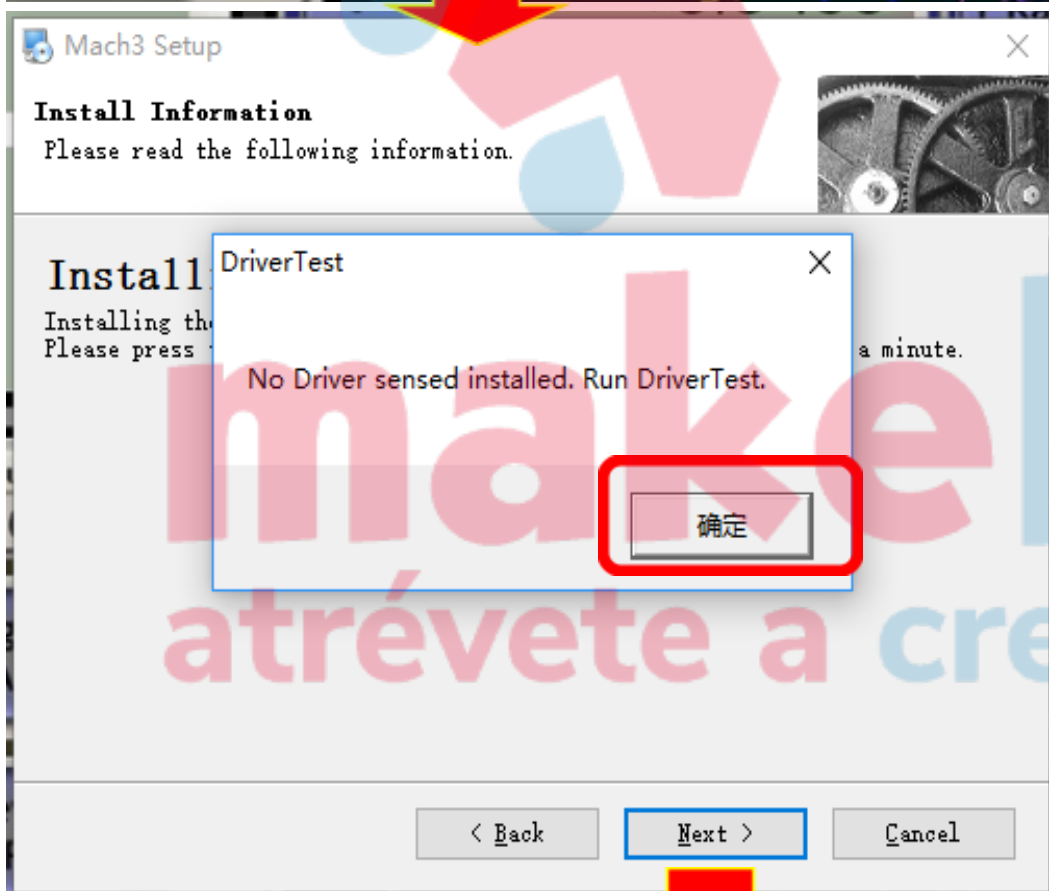 Mach3 Setup
Install Information
Please read the following information.
DriverTest
Install
Installing th
Please press
a minute.
No Driver sensed installed. Run DriverTest.
确定
make
atrévete a cre
< Back
Next >
Cancel